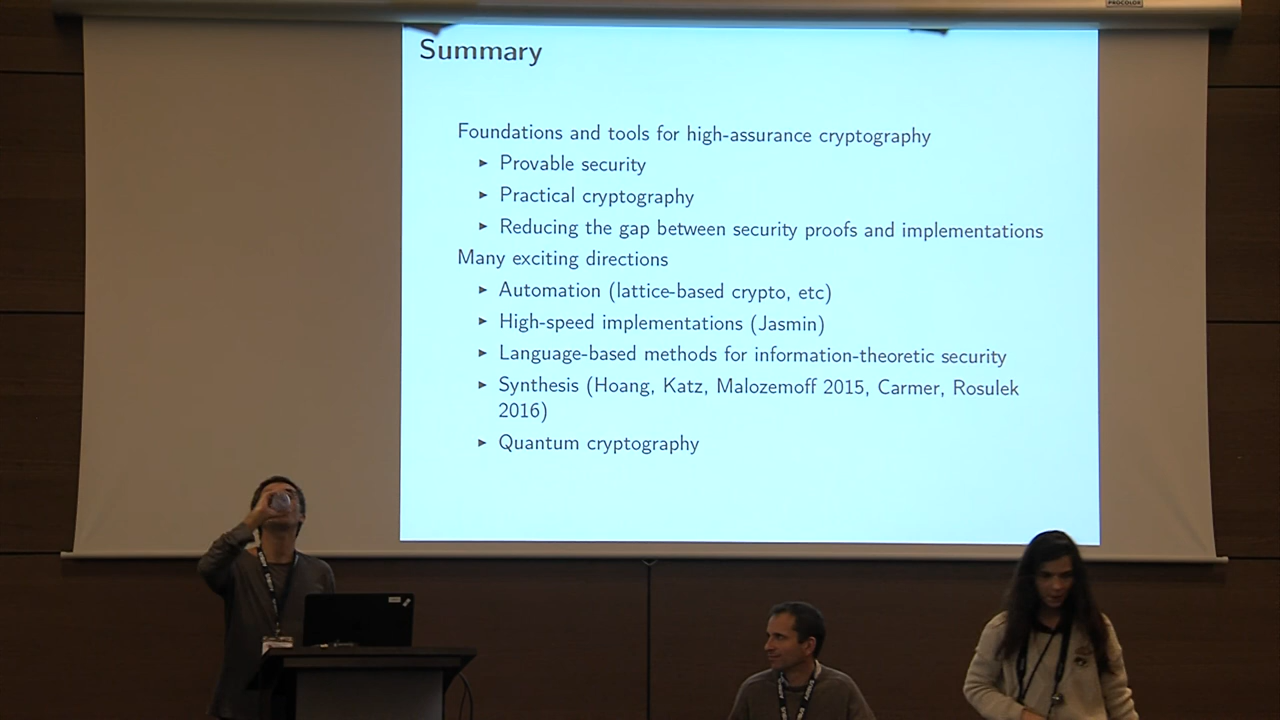 PROCOLOR
Summary
Foundations and tools for high-assurance cryptography
► Provable security
► Practical cryptography
► Reducing the gap between security proofs and implementations
Many exciting directions
► Automation (lattice-based crypto, etc)
► High-speed implementations (Jasmin)
► Language-based methods for information-theoretic security
► Synthesis (Hoang, Katz, Malozemoff 2015, Carmer, Rosulek
2016)
► Quantum cryptography